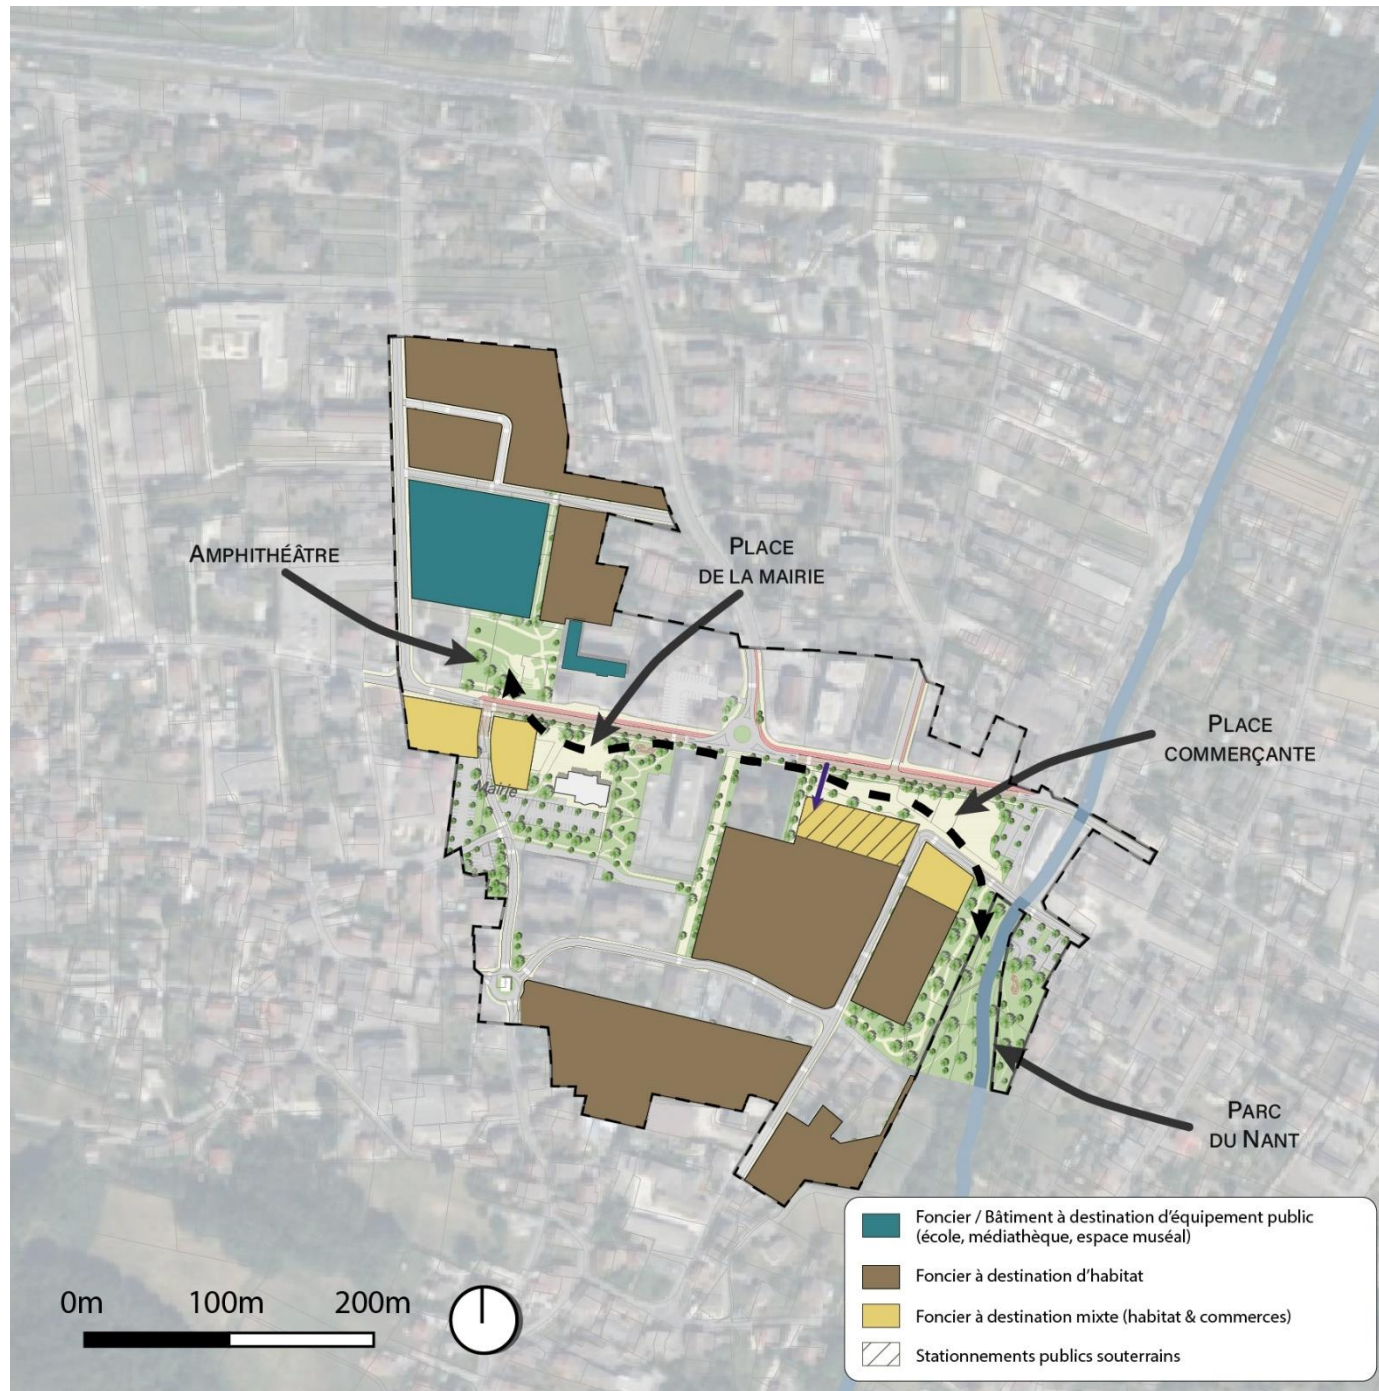 AMPHITHÉÂTRE
PLACE
DE LA MAIRIE
PLACE
COMMERÇANTE
Mairie
PARC
DU NANT
Foncier / Bâtiment à destination d'équipement public
(école, médiathèque, espace muséal)
Foncier à destination d'habitat
Foncier à destination mixte (habitat & commerces)
Stationnements publics souterrains
0m 100m 200m